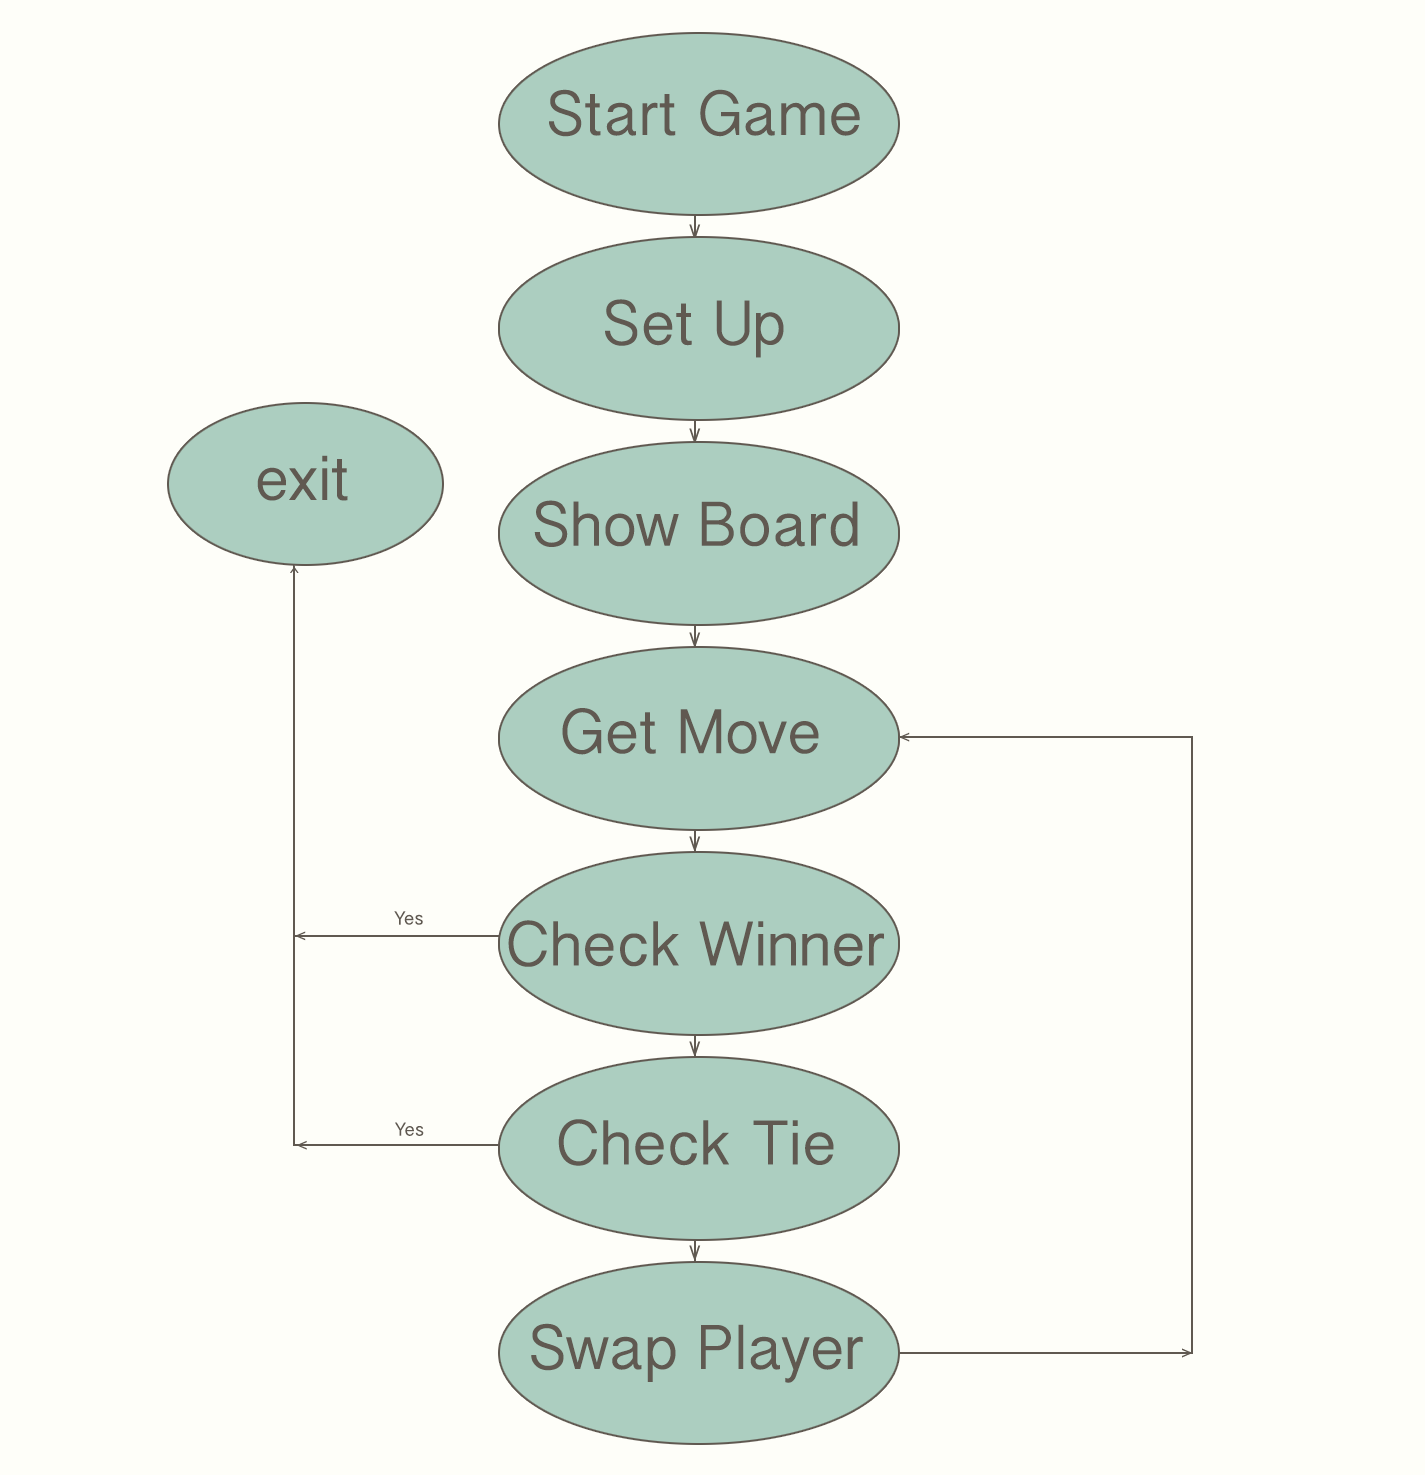 Start Game
Set Up
exit
Show Board
Get Move
Yes
Check Winner
Yes
Check Tie
Swap Player